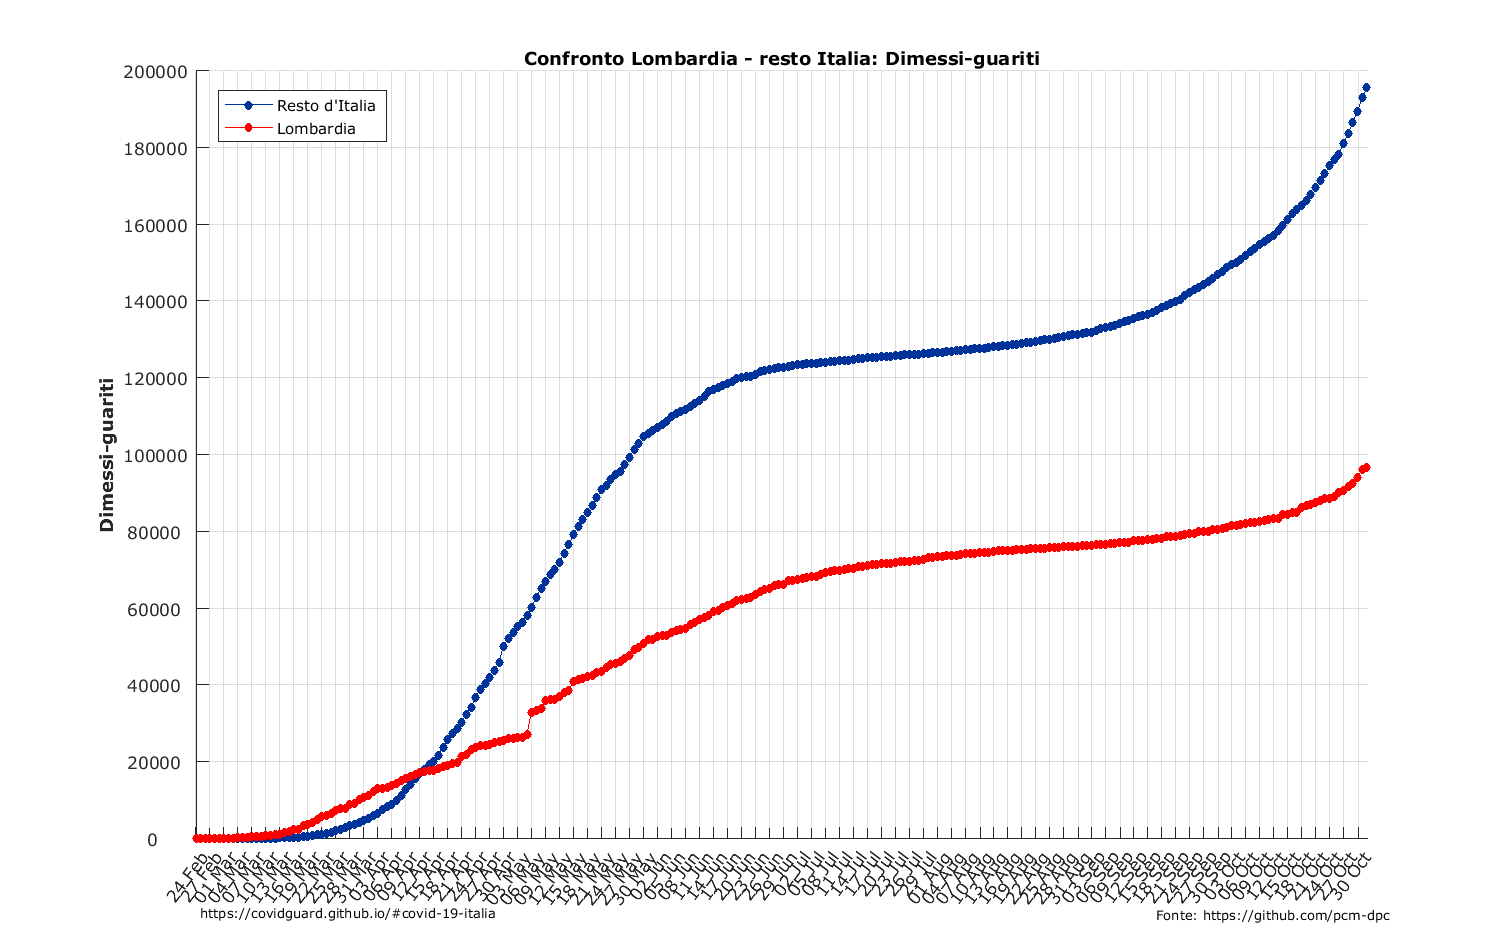 Confronto Lombardia - resto Italia: Dimessi-guariti
Resto d'Italia
Lombardia
Dimessi-guariti
200000
180000
160000
140000
120000
100000
80000
60000
40000
20000
0
24 Feb
27 Feb
01 Mar
04 Mar
07 Mar
10 Mar
13 Mar
16 Mar
19 Mar
22 Mar
25 Mar
28 Mar
31 Mar
03 Apr
06 Apr
09 Apr
12 Apr
15 Apr
18 Apr
21 Apr
24 Apr
27 Apr
30 Apr
03 May
06 May
09 May
12 May
15 May
18 May
21 May
24 May
27 May
30 May
02 Jun
05 Jun
08 Jun
11 Jun
14 Jun
17 Jun
20 Jun
23 Jun
26 Jun
29 Jun
02 Jul
05 Jul
08 Jul
11 Jul
14 Jul
17 Jul
20 Jul
23 Jul
26 Jul
29 Jul
01 Aug
04 Aug
07 Aug
10 Aug
13 Aug
16 Aug
19 Aug
22 Aug
25 Aug
28 Aug
31 Aug
03 Sep
06 Sep
09 Sep
12 Sep
15 Sep
18 Sep
21 Sep
24 Sep
27 Sep
30 Sep
03 Oct
06 Oct
09 Oct
12 Oct
15 Oct
18 Oct
21 Oct
24 Oct
27 Oct
30 Oct
https://covidguard.github.io/#covid-19-italia
Fonte: https://github.com/pcm-dpc